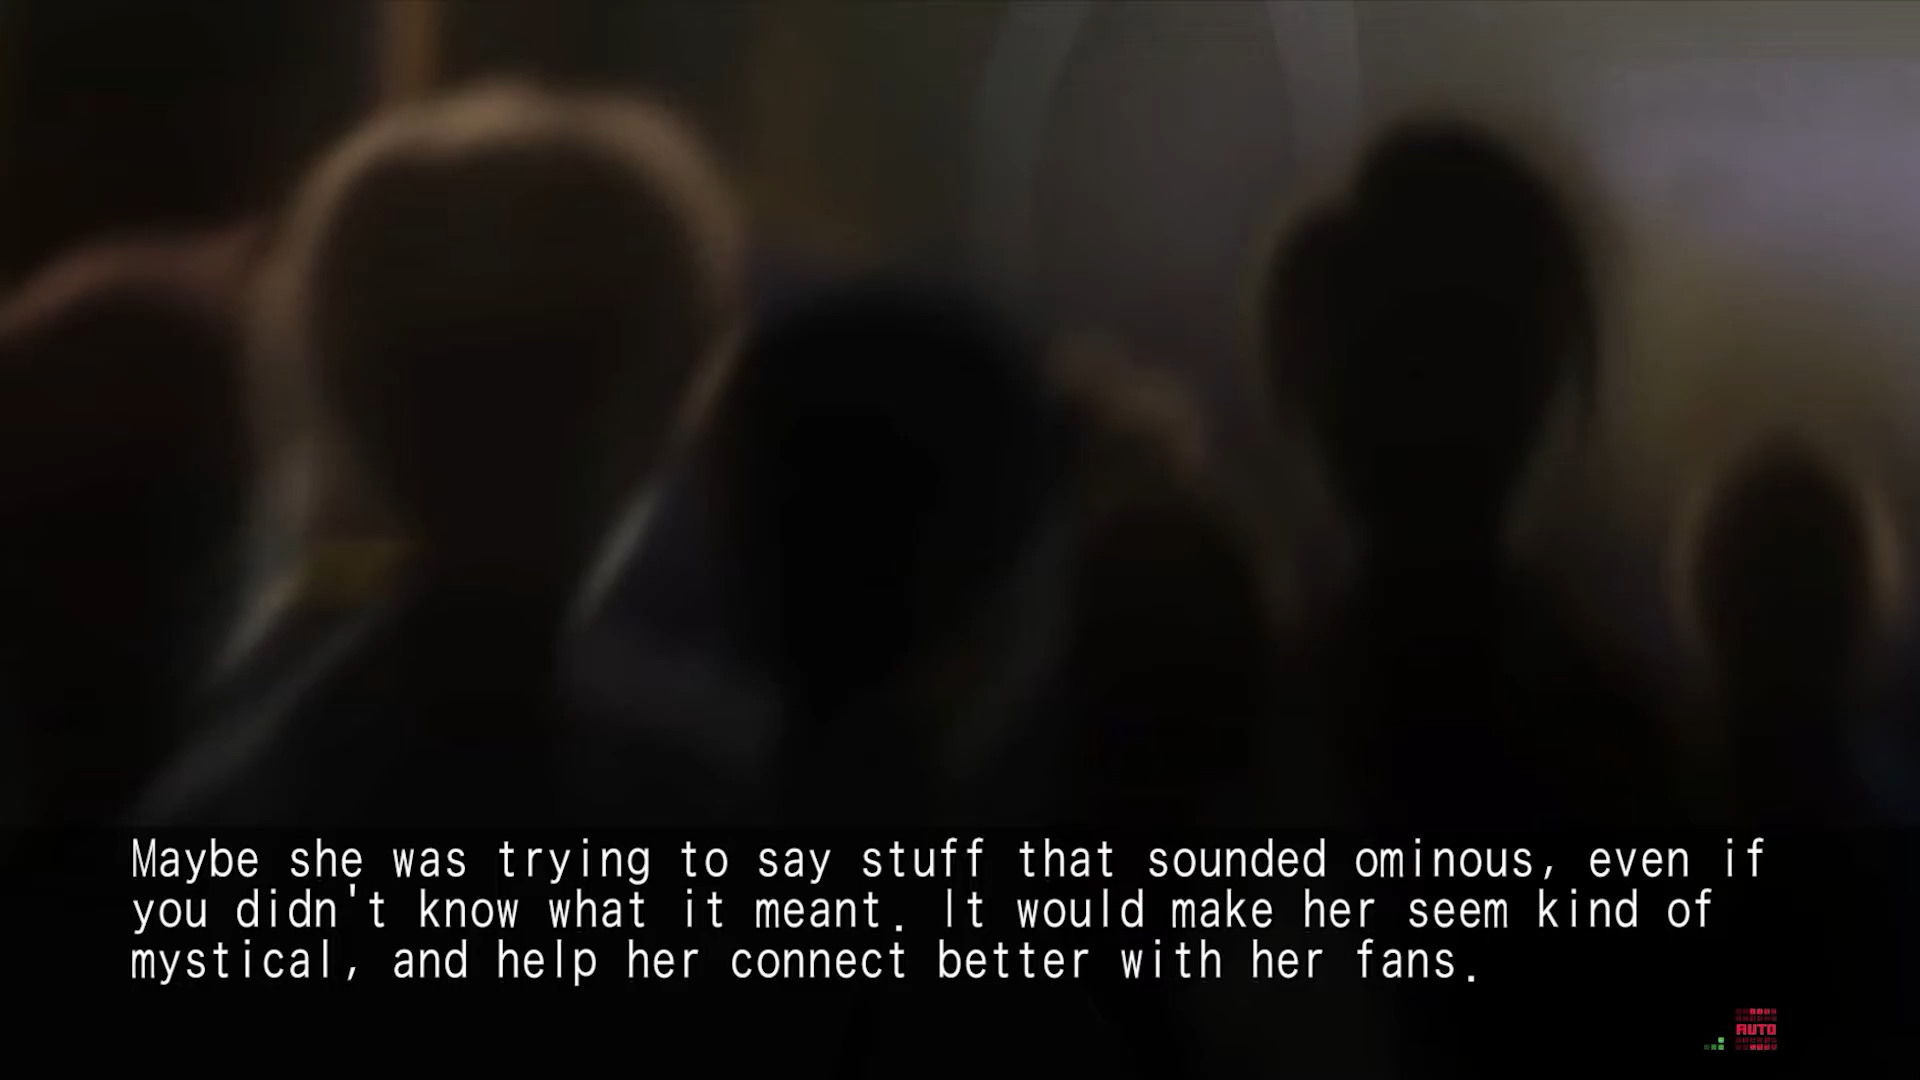 Maybe she was trying to say stuff that sounded ominous, even if
you didn't know what it meant. It would make her seem kind of
mystical, and help her connect better with her fans.
AUTO